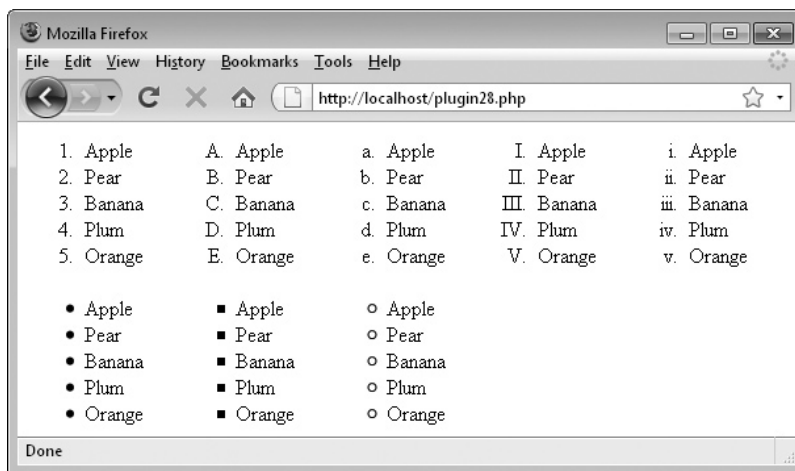 Mozilla Firefox
File Edit View History Bookmarks Tools Help
http://localhost/plugin28.php
1. Apple A. Apple a. Apple I. Apple i. Apple
2. Pear B. Pear b. Pear II. Pear ii. Pear
3. Banana C. Banana c. Banana III. Banana iii. Banana
4. Plum D. Plum d. Plum IV. Plum iv. Plum
5. Orange E. Orange e. Orange V. Orange v. Orange
• Apple ▪ Apple ○ Apple
• Pear ▪ Pear ○ Pear
• Banana ▪ Banana ○ Banana
• Plum ▪ Plum ○ Plum
• Orange ▪ Orange ○ Orange
Done